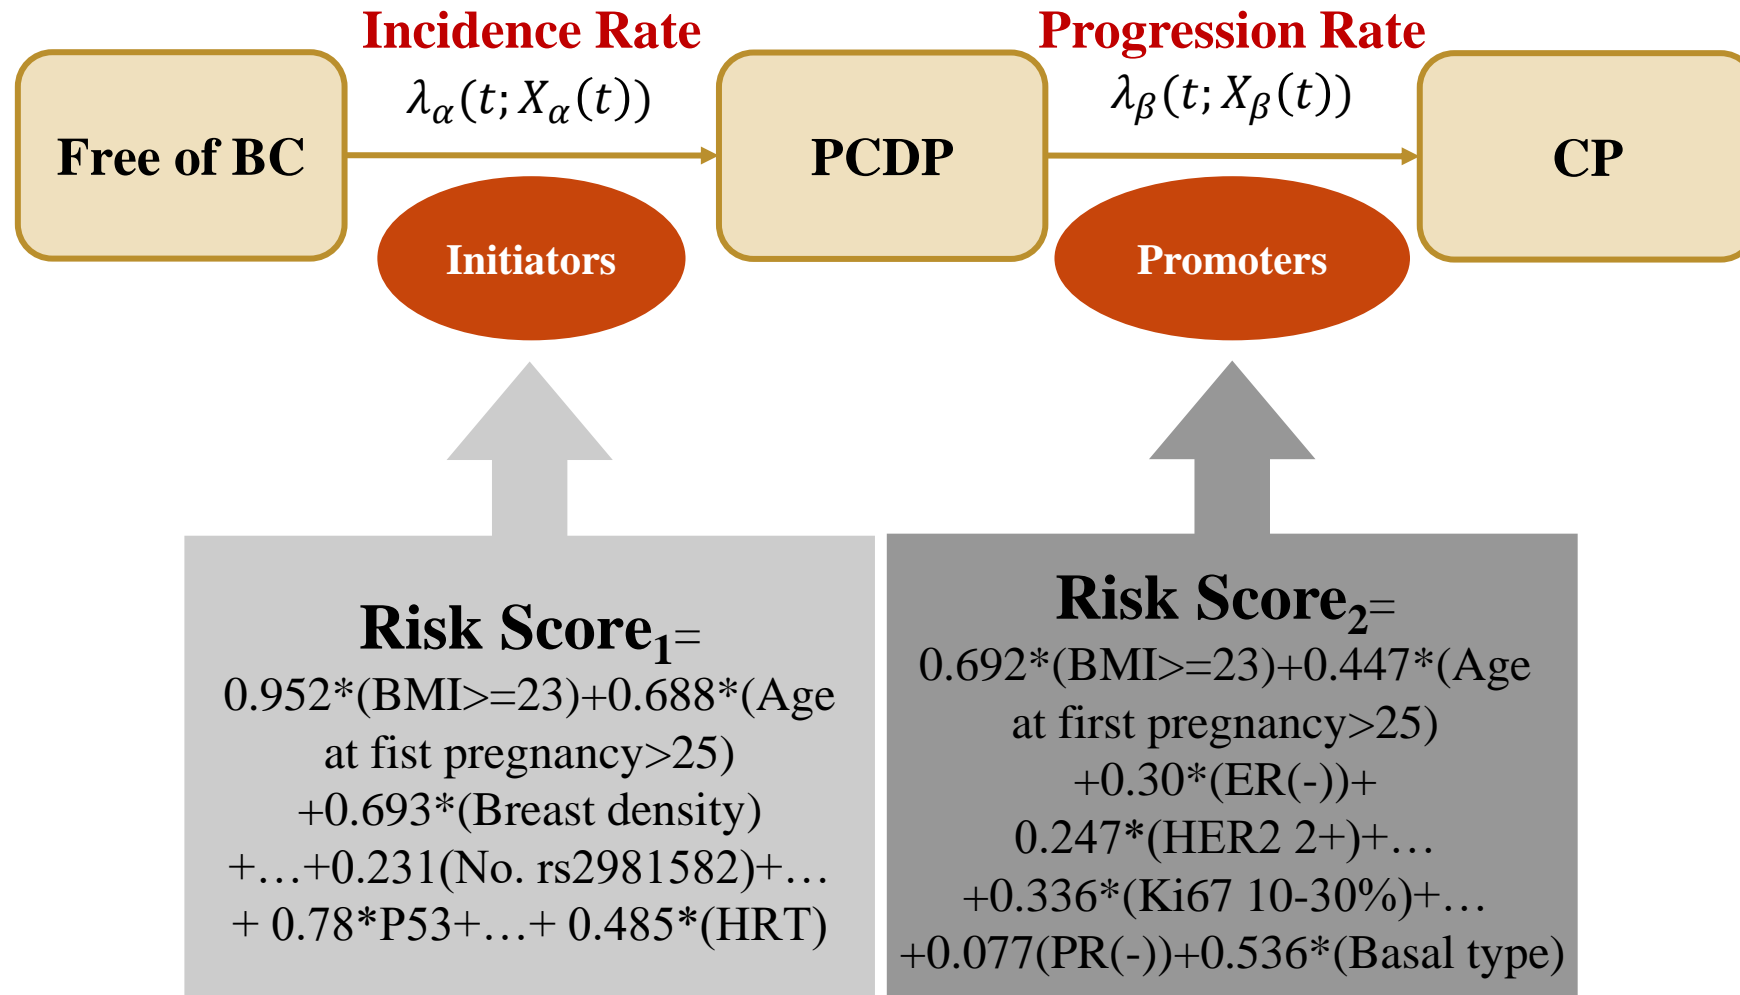 Incidence Rate
λα(t; Xα(t))
Progression Rate
λβ(t; Xβ(t))
Free of BC
PCDP
CP
Initiators
Promoters
Risk Score1=
0.952*(BMI>=23)+0.688*(Age
at fist pregnancy>25)
+0.693*(Breast density)
+…+0.231(No. rs2981582)+…
+ 0.78*P53+…+ 0.485*(HRT)
Risk Score2=
0.692*(BMI>=23)+0.447*(Age
at first pregnancy>25)
+0.30*(ER(-))+
0.247*(HER2 2+)+…
+0.336*(Ki67 10-30%)+…
+0.077(PR(-))+0.536*(Basal type)